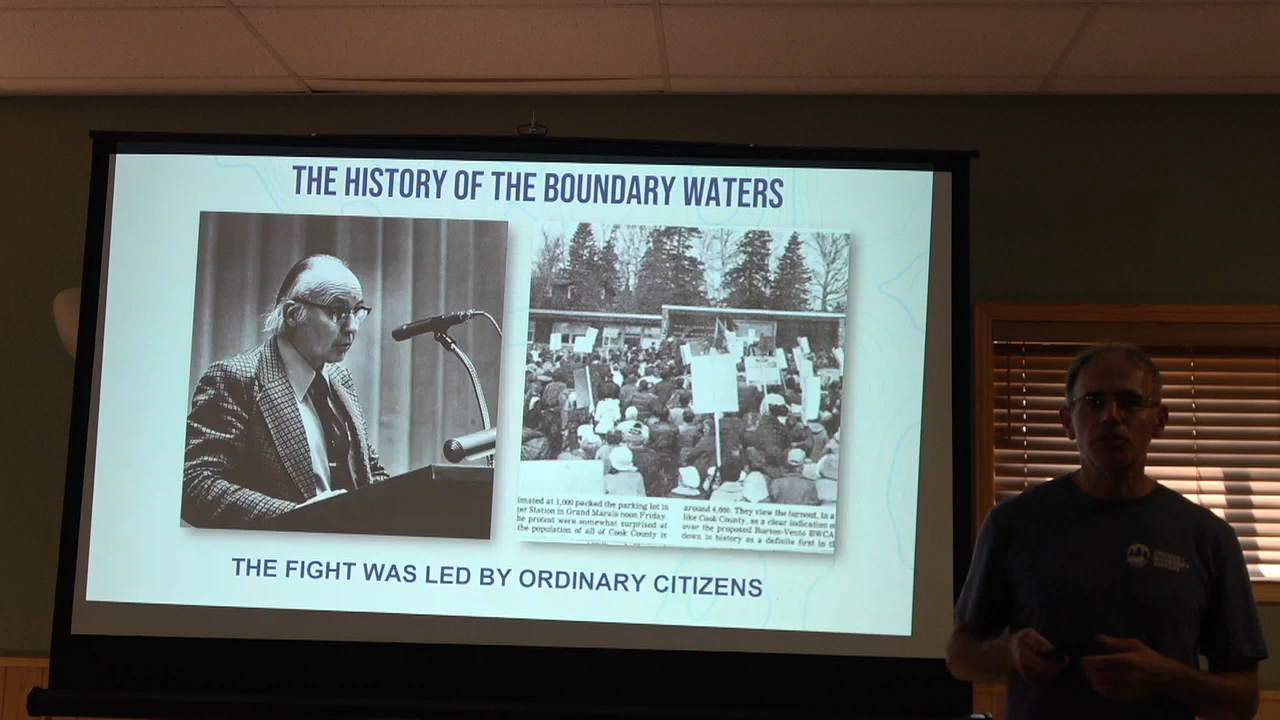 THE HISTORY OF THE BOUNDARY WATERS
imated at 1,000 packed the parking lot in
per Station in Grand Marais noon Friday.
he protest were somewhat surprised at
the population of all of Cook County is
around 4,000. They view the turnout, in a
like Cook County, as a clear indication o
over the proposed Burton-Vento BWCA
down in history as a definite first in th
THE FIGHT WAS LED BY ORDINARY CITIZENS